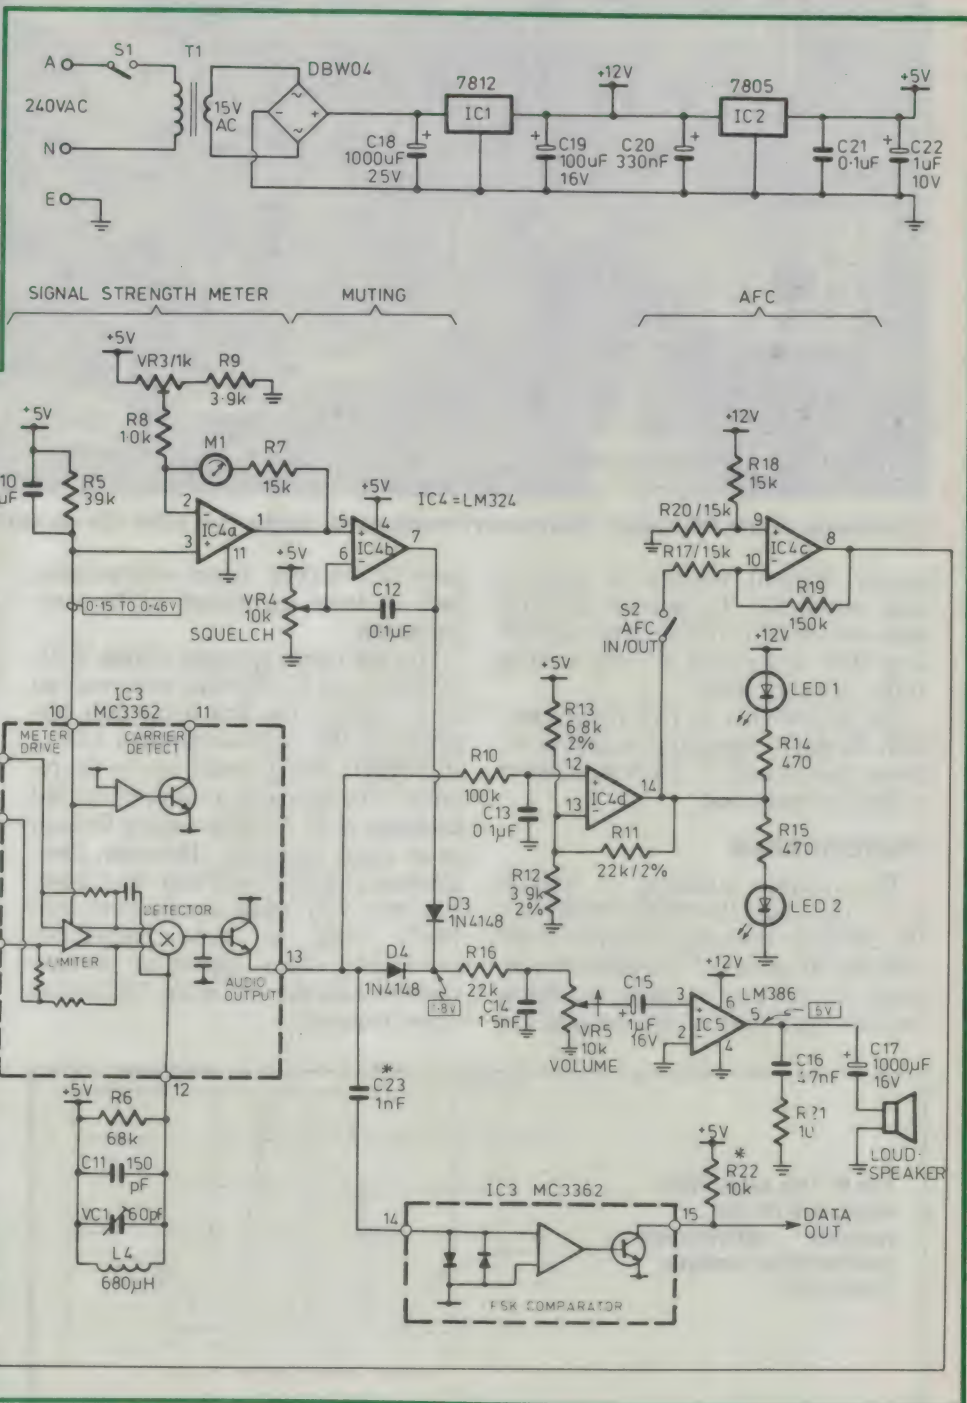 A
S1
T1
DBW04
240VAC
15V
AC
N
E
7812
IC1
+12V
7805
IC2
+5V
C18
1000uF
25V
C19
100uF
16V
C20
330nF
C21
0·1uF
C22
1uF
10V
SIGNAL STRENGTH METER
MUTING
AFC
+5V
VR3/1k
R9
3·9k
R8
10k
M1
R7
15k
+5V
10
uF
R5
39k
2
3
IC4a
1
11
+5V
5
4
6
7
IC4b
IC4=LM324
+5V
VR4
10k
SQUELCH
C12
0·1µF
0·15 TO 0·46V
+12V
R18
15k
R20/15k
R17/15k
9
10
IC4c
8
R19
150k
S2
AFC
IN/OUT
+12V
LED 1
R14
470
R15
470
LED 2
+5V
R13
6·8k
2%
R10
100k
C13
0·1µF
12
13
IC4d
14
R11
22k/2%
R12
3·9k
2%
IC3
MC3362
10
11
METER
DRIVE
CARRIER
DETECT
DETECTOR
LIMITER
AUDIO
OUTPUT
13
12
D3
1N4148
D4
1N4148
R16
22k
C14
1·5nF
VR5
10k
VOLUME
C15
1µF
16V
+12V
LM386
3
2
6
IC5
5
4
5V
C16
47nF
C17
1000µF
16V
LOUD-
SPEAKER
*
C23
1nF
+5V
R6
68k
C11
150
pF
VC1
60pF
L4
680µH
+5V
*
R22
10k
IC3 MC3362
14
15
DATA
OUT
FSK COMPARATOR